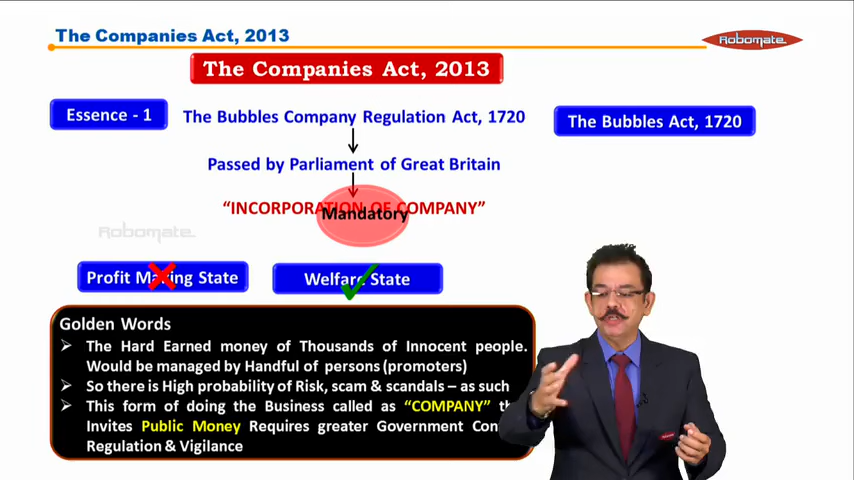 The Companies Act, 2013
Robomate
The Companies Act, 2013
Essence - 1
The Bubbles Company Regulation Act, 1720
The Bubbles Act, 1720
Passed by Parliament of Great Britain
“INCORPORATION OF COMPANY”
Mandatory
Robomate
Profit Making State
Welfare State
Golden Words
The Hard Earned money of Thousands of Innocent people.
Would be managed by Handful of persons (promoters)
So there is High probability of Risk, scam & scandals – as such
This form of doing the Business called as “COMPANY”
Invites Public Money Requires greater Government
Regulation & Vigilance